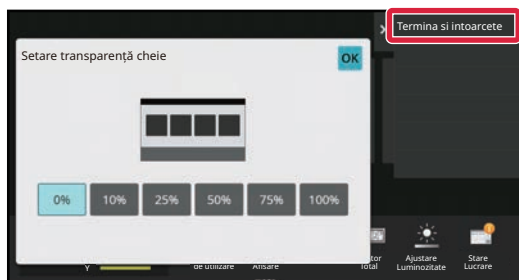 Termina si intoarcete
Setare transparență cheie
OK
0% 10% 25% 50% 75% 100%
Y de utilizare Afisare Total Ajustare Luminozitate Stare Lucrare